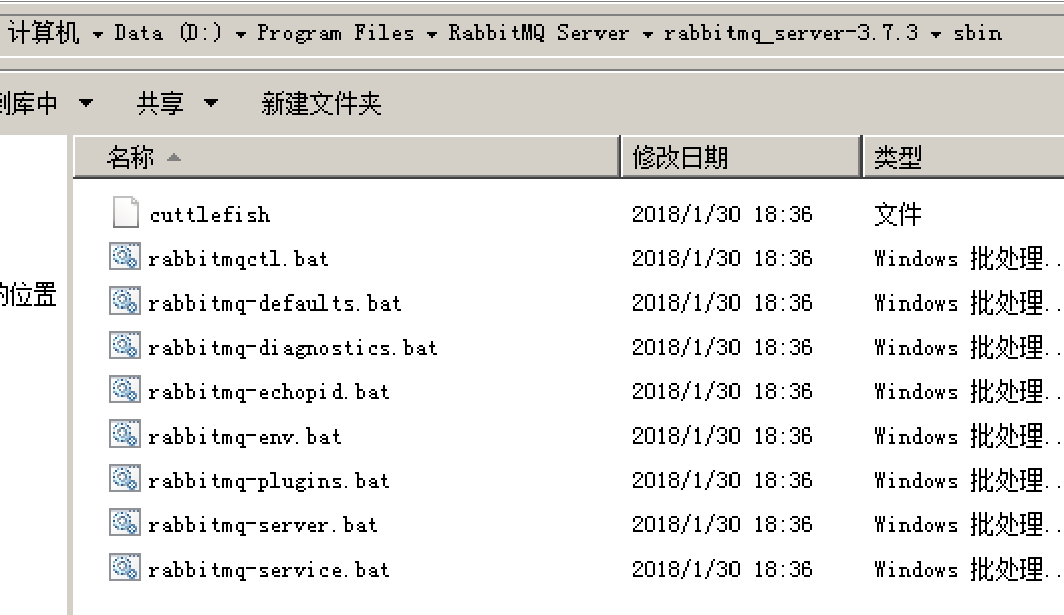 计算机 Data (D:) Program Files RabbitMQ Server rabbitmq_server-3.7.3 sbin
到库中 共享 新建文件夹
名称 修改日期 类型
cuttlefish 2018/1/30 18:36 文件
rabbitmqctl.bat 2018/1/30 18:36 Windows 批处理..
rabbitmq-defaults.bat 2018/1/30 18:36 Windows 批处理..
rabbitmq-diagnostics.bat 2018/1/30 18:36 Windows 批处理..
的位置
rabbitmq-echopid.bat 2018/1/30 18:36 Windows 批处理..
rabbitmq-env.bat 2018/1/30 18:36 Windows 批处理..
rabbitmq-plugins.bat 2018/1/30 18:36 Windows 批处理..
rabbitmq-server.bat 2018/1/30 18:36 Windows 批处理..
rabbitmq-service.bat 2018/1/30 18:36 Windows 批处理..